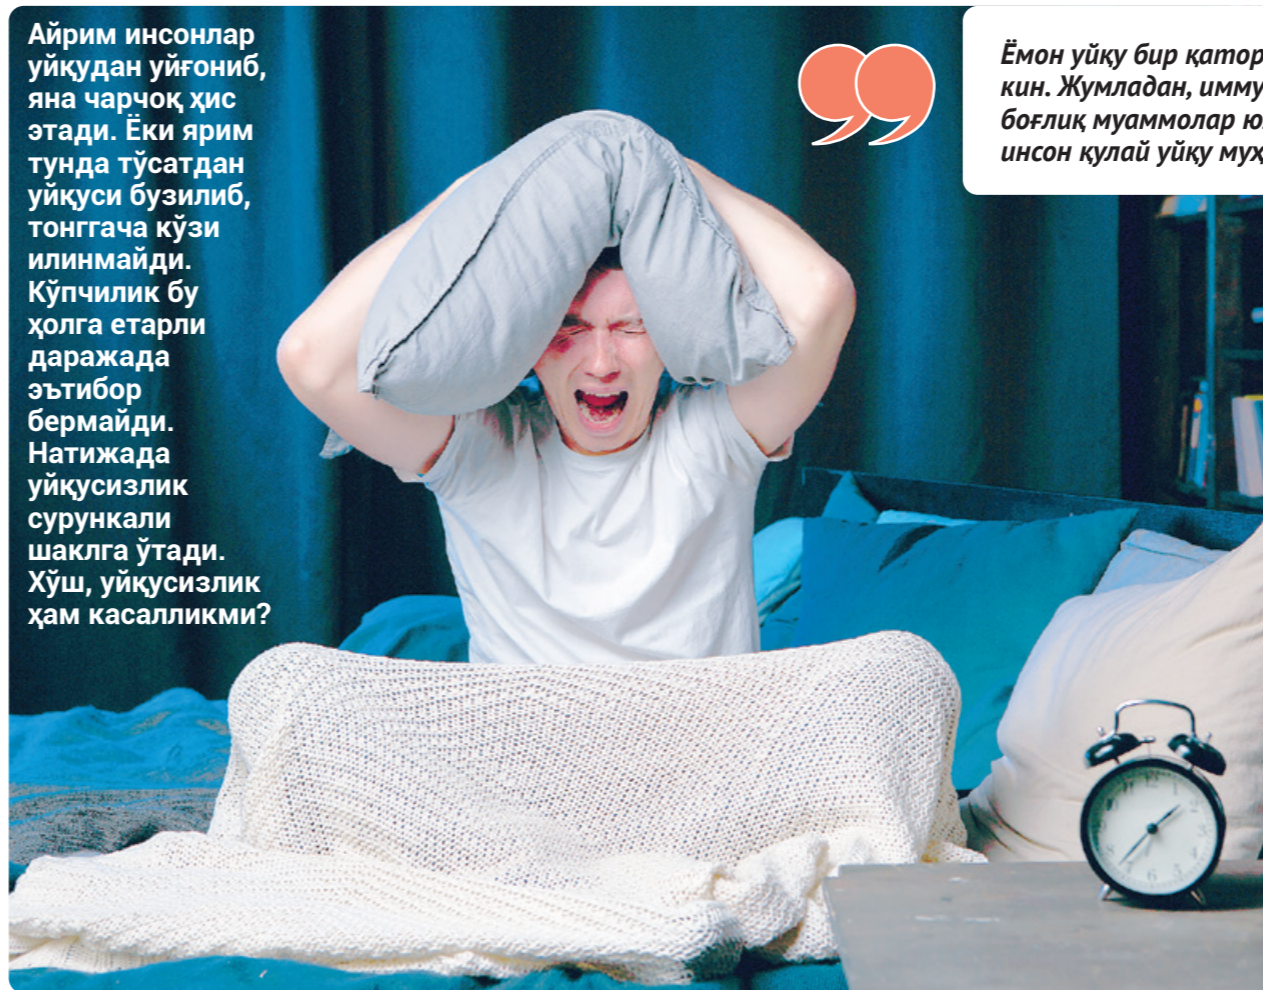 Айрим инсонлар
уйқудан уйғониб,
яна чарчоқ ҳис
этади. Ёки ярим
тунда тўсатдан
уйқуси бузилиб,
тонггача кўзи
илинмайди.
Кўпчилик бу
ҳолга етарли
даражада
эътибор
бермайди.
Натижада
уйқусизлик
сурункали
шаклга ўтади.
Хўш, уйқусизлик
ҳам касалликми?
Ёмон уйқу бир қатор
кин. Жумладан,
боғлиқ муаммолар
инсон қулай уйқу